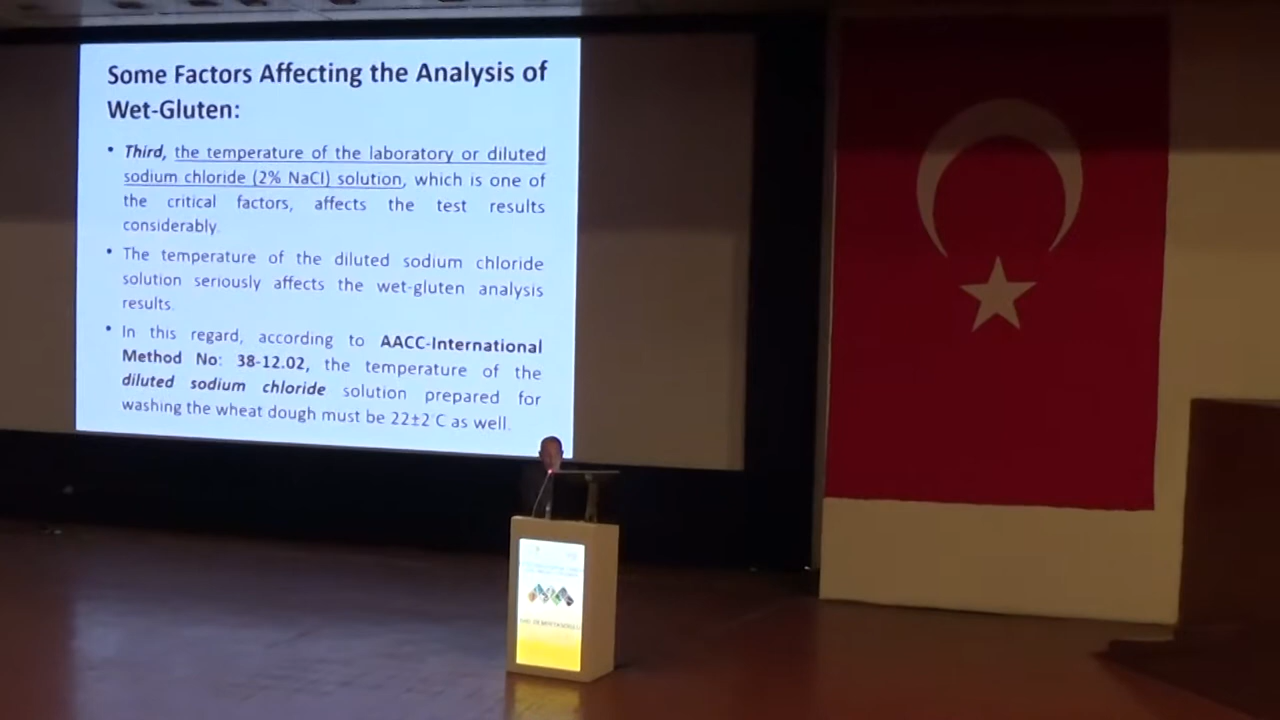 Some Factors Affecting the Analysis of
Wet-Gluten:
• Third, the temperature of the laboratory or diluted
sodium chloride (2% NaCl) solution, which is one of
the critical factors, affects the test results
considerably.
• The temperature of the diluted sodium chloride
solution seriously affects the wet-gluten analysis
results.
• In this regard, according to AACC-International
Method No: 38-12.02, the temperature of the
diluted sodium chloride solution prepared for
washing the wheat dough must be 22±2°C as well.